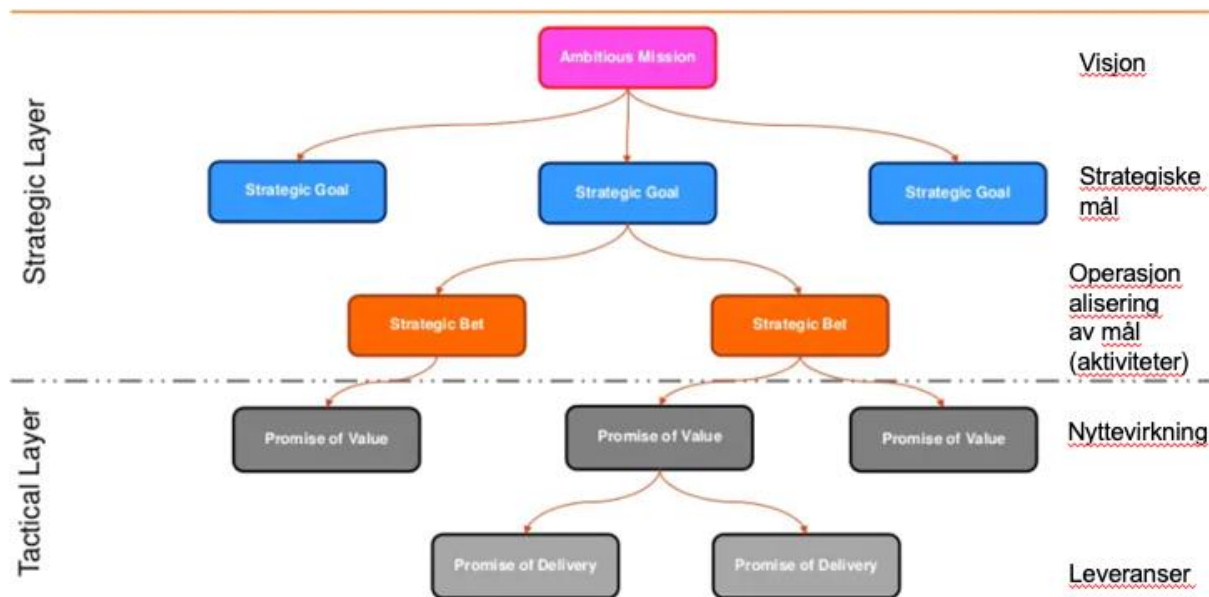 Ambitious Mission
Visjon
Strategic Layer
Strategic Goal
Strategic Goal
Strategic Goal
Strategiske
mål
Strategic Bet
Strategic Bet
Operasjon
alisering
av mål
(aktiviteter)
Tactical Layer
Promise of Value
Promise of Value
Promise of Value
Nyttevirkning
Promise of Delivery
Promise of Delivery
Leveranser